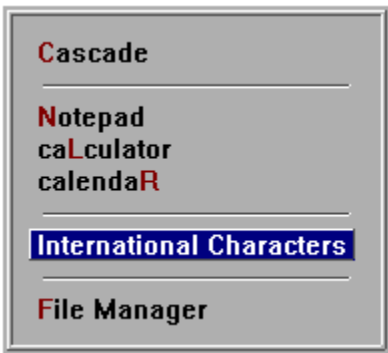 Cascade
Notepad
caLculator
calendaR
International Characters
File Manager